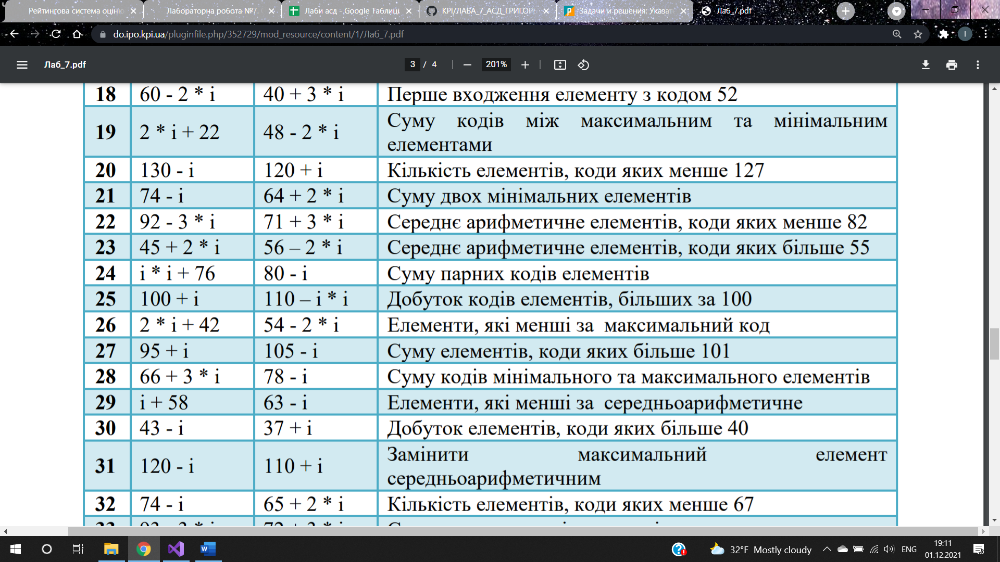 Рейтингова система оціню
Лабораторна робота №7.
Лаби асд - Google Таблиці
KPI/ЛАБА_7_АСД_ГРИГОР
Задачи и решения: Указат
Лаб_7.pdf
do.ipo.kpi.ua/pluginfile.php/352729/mod_resource/content/1/Лаб_7.pdf
I
Лаб_7.pdf
3 / 4
201%
18 60 - 2 * i 40 + 3 * i Перше входження елементу з кодом 52
19 2 * i + 22 48 - 2 * i Суму кодів між максимальним та мінімальним
елементами
20 130 - i 120 + i Кількість елементів, коди яких менше 127
21 74 - i 64 + 2 * i Суму двох мінімальних елементів
22 92 - 3 * i 71 + 3 * i Середнє арифметичне елементів, коди яких менше 82
23 45 + 2 * i 56 – 2 * i Середнє арифметичне елементів, коди яких більше 55
24 i * i + 76 80 - i Суму парних кодів елементів
25 100 + i 110 – i * i Добуток кодів елементів, більших за 100
26 2 * i + 42 54 - 2 * i Елементи, які менші за максимальний код
27 95 + i 105 - i Суму елементів, коди яких більше 101
28 66 + 3 * i 78 - i Суму кодів мінімального та максимального елементів
29 i + 58 63 - i Елементи, які менші за середньоарифметичне
30 43 - i 37 + i Добуток елементів, коди яких більше 40
31 120 - i 110 + i Замінити максимальний елемент
середньоарифметичним
32 74 - i 65 + 2 * i Кількість елементів, коди яких менше 67
32°F Mostly cloudy
ENG
19:11
01.12.2021